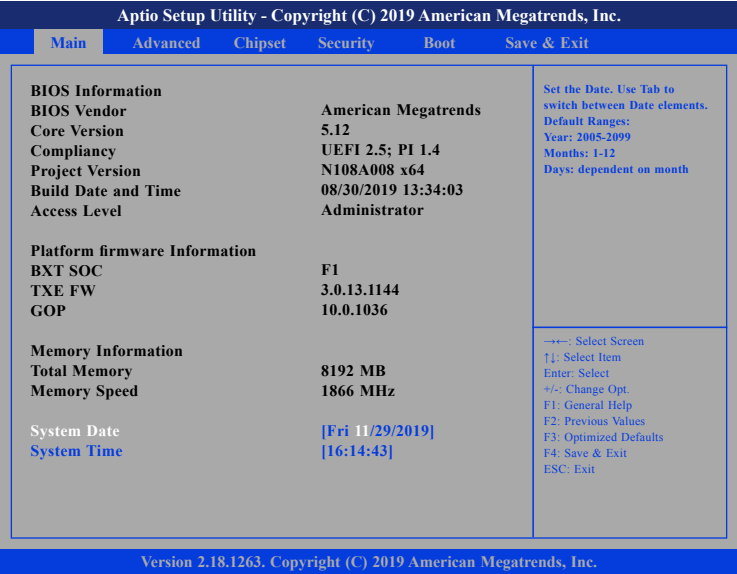 Aptio Setup Utility - Copyright (C) 2019 American Megatrends, Inc.
Main Advanced Chipset Security Boot Save & Exit
BIOS Information
BIOS Vendor American Megatrends
Core Version 5.12
Compliancy UEFI 2.5; PI 1.4
Project Version N108A008 x64
Build Date and Time 08/30/2019 13:34:03
Access Level Administrator
Platform firmware Information
BXT SOC F1
TXE FW 3.0.13.1144
GOP 10.0.1036
Memory Information
Total Memory 8192 MB
Memory Speed 1866 MHz
System Date [Fri 11/29/2019]
System Time [16:14:43]
Set the Date. Use Tab to
switch between Date elements.
Default Ranges:
Year: 2005-2099
Months: 1-12
Days: dependent on month
→←: Select Screen
↑↓: Select Item
Enter: Select
+/-: Change Opt.
F1: General Help
F2: Previous Values
F3: Optimized Defaults
F4: Save & Exit
ESC: Exit
Version 2.18.1263. Copyright (C) 2019 American Megatrends, Inc.